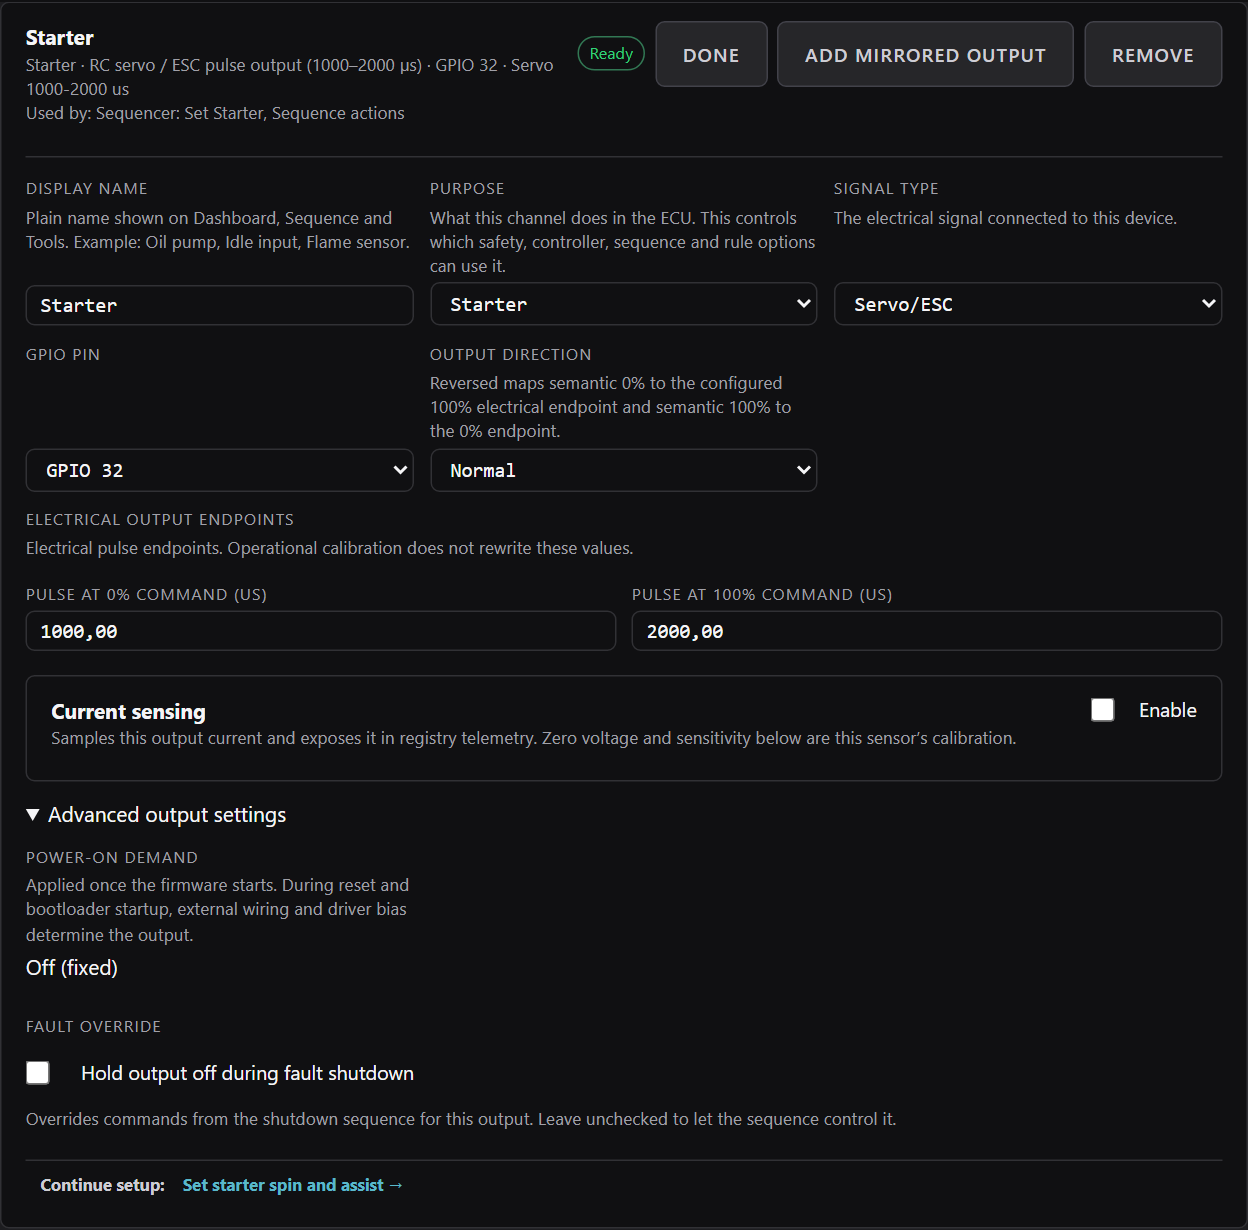 Starter
Starter · RC servo / ESC pulse output (1000–2000 µs) · GPIO 32 · Servo
1000-2000 us
Used by: Sequencer: Set Starter, Sequence actions
Ready
DONE
ADD MIRRORED OUTPUT
REMOVE
DISPLAY NAME
Plain name shown on Dashboard, Sequence and
Tools. Example: Oil pump, Idle input, Flame sensor.
Starter
PURPOSE
What this channel does in the ECU. This controls
which safety, controller, sequence and rule options
can use it.
Starter
SIGNAL TYPE
The electrical signal connected to this device.
Servo/ESC
GPIO PIN
GPIO 32
OUTPUT DIRECTION
Reversed maps semantic 0% to the configured
100% electrical endpoint and semantic 100% to
the 0% endpoint.
Normal
ELECTRICAL OUTPUT ENDPOINTS
Electrical pulse endpoints. Operational calibration does not rewrite these values.
PULSE AT 0% COMMAND (US)
1000,00
PULSE AT 100% COMMAND (US)
2000,00
Current sensing
Samples this output current and exposes it in registry telemetry. Zero voltage and sensitivity below are this sensor's calibration.
Enable
▼ Advanced output settings
POWER-ON DEMAND
Applied once the firmware starts. During reset and
bootloader startup, external wiring and driver bias
determine the output.
Off (fixed)
FAULT OVERRIDE
Hold output off during fault shutdown
Overrides commands from the shutdown sequence for this output. Leave unchecked to let the sequence control it.
Continue setup: Set starter spin and assist →